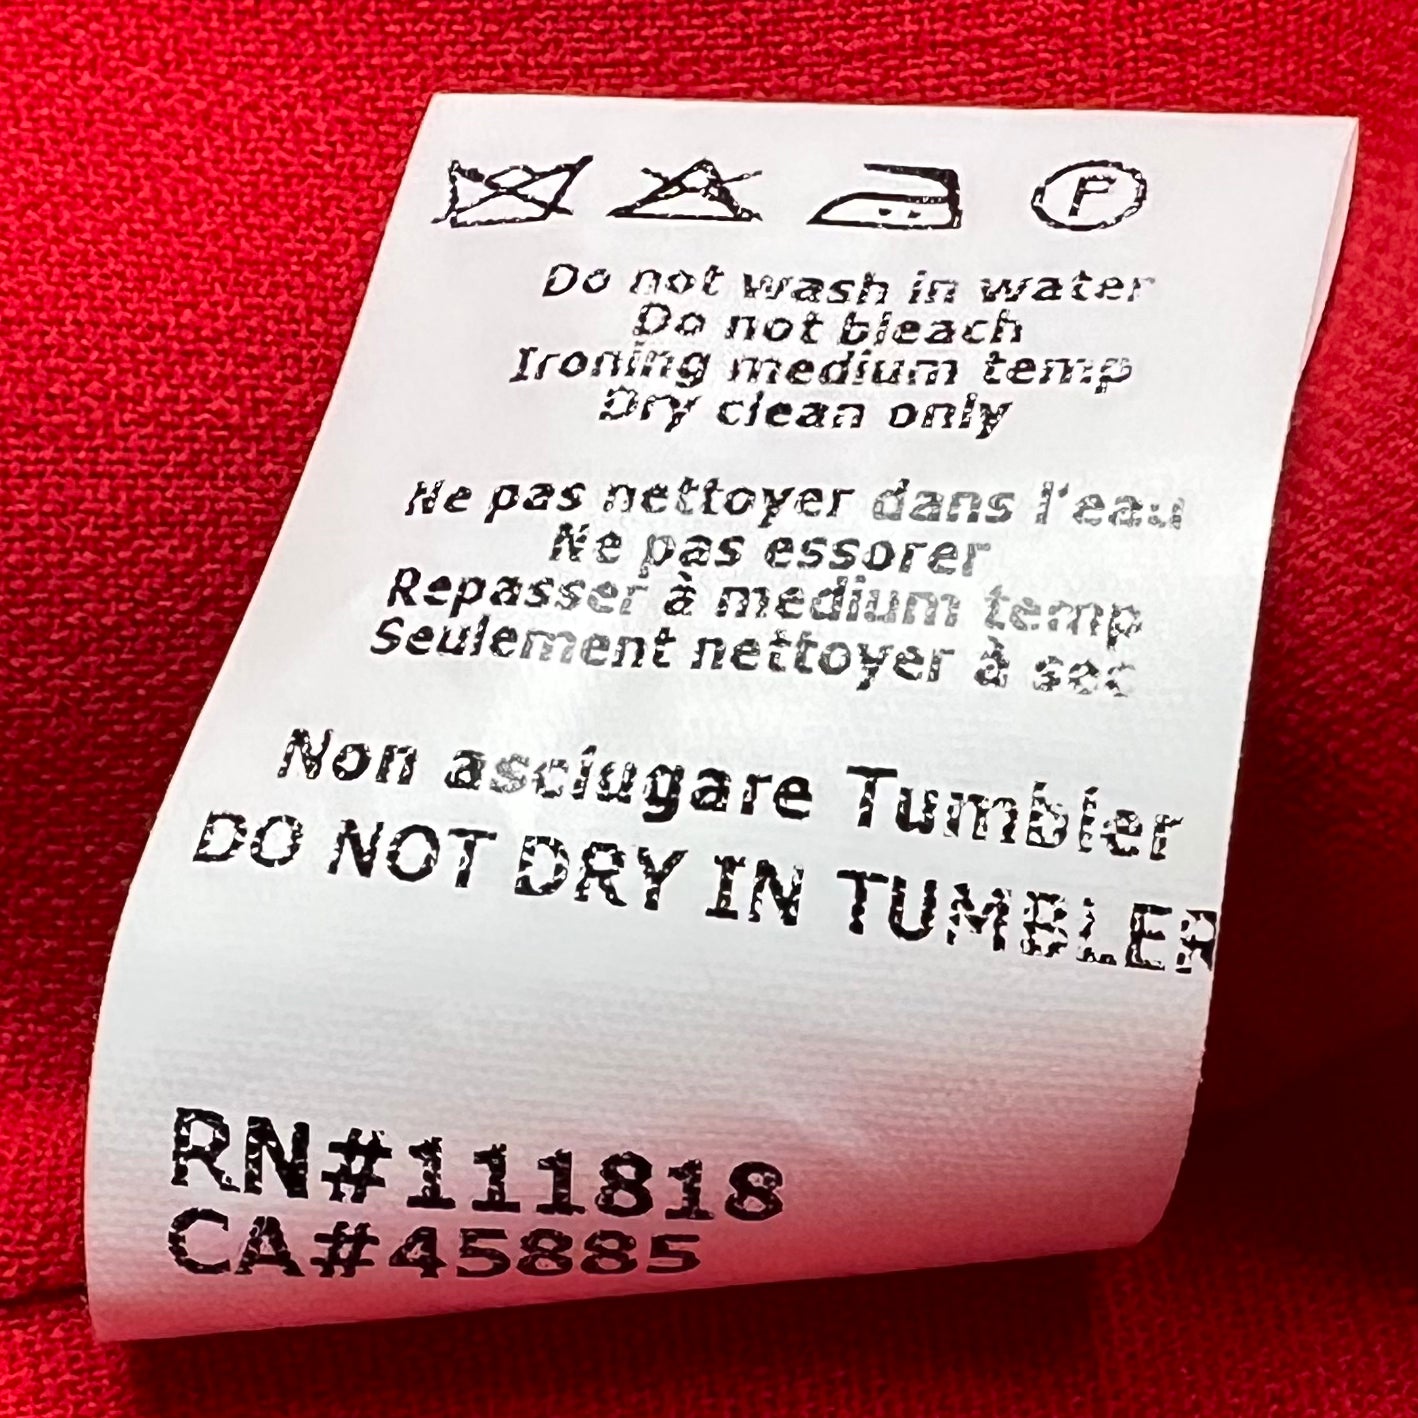 F
Do not wash in water
Do not bleach
Ironing medium temp
Dry clean only
Ne pas nettoyer dans l'eau
Ne pas essorer
Repasser à medium temp
Seulement nettoyer à sec
Non asciugare Tumbler
DO NOT DRY IN TUMBLER
RN#111818
CA#45885